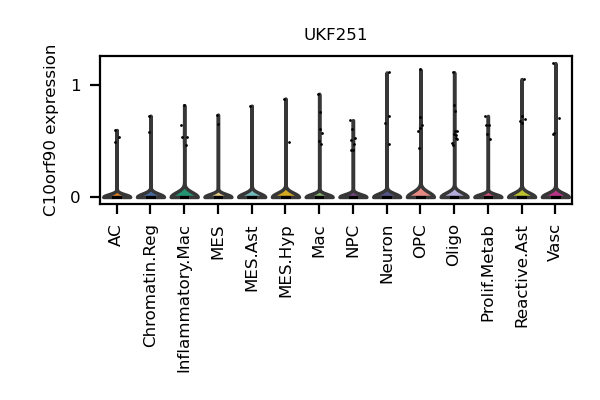 UKF251
C10orf90 expression
1
0
AC
Chromatin.Reg
Inflammatory.Mac
MES
MES.Ast
MES.Hyp
Mac
NPC
Neuron
OPC
Oligo
Prolif.Metab
Reactive.Ast
Vasc